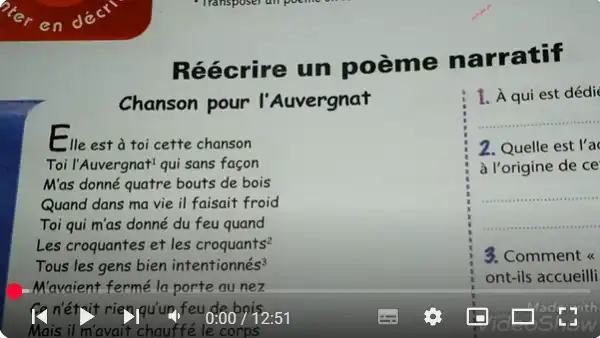 en décri
Transposer un poème en
Réécrire un poème narratif
Chanson pour l'Auvergnat
Elle est à toi cette chanson
Toi l'Auvergnat¹ qui sans façon
M'as donné quatre bouts de bois
Quand dans ma vie il faisait froid
Toi qui m'as donné du feu quand
Les croquantes et les croquants²
Tous les gens bien intentionnés³
M'avaient fermé la porte au nez
Ce n'était rien qu'un feu de bois
Mais il m'avait chauffé le corps
1. À qui est dédié
2. Quelle est l'a
à l'origine de ce
3. Comment «
ont-ils accueilli
0:00 / 12:51
Made with
VideoShow